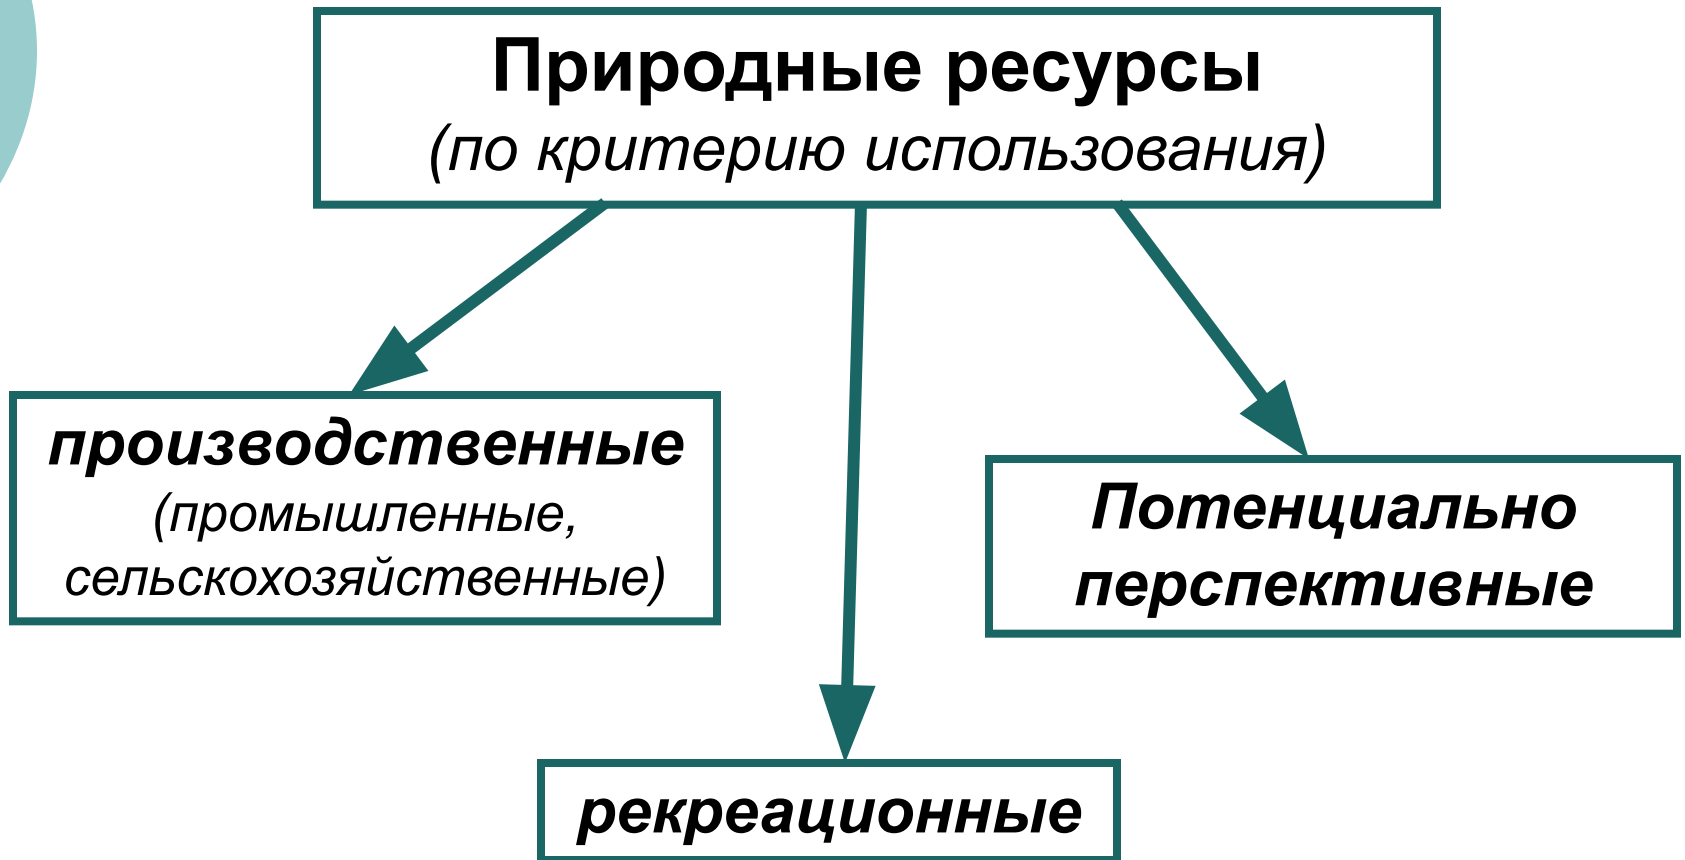 Природные ресурсы
(по критерию использования)
производственные
(промышленные,
сельскохозяйственные)
Потенциально
перспективные
рекреационные